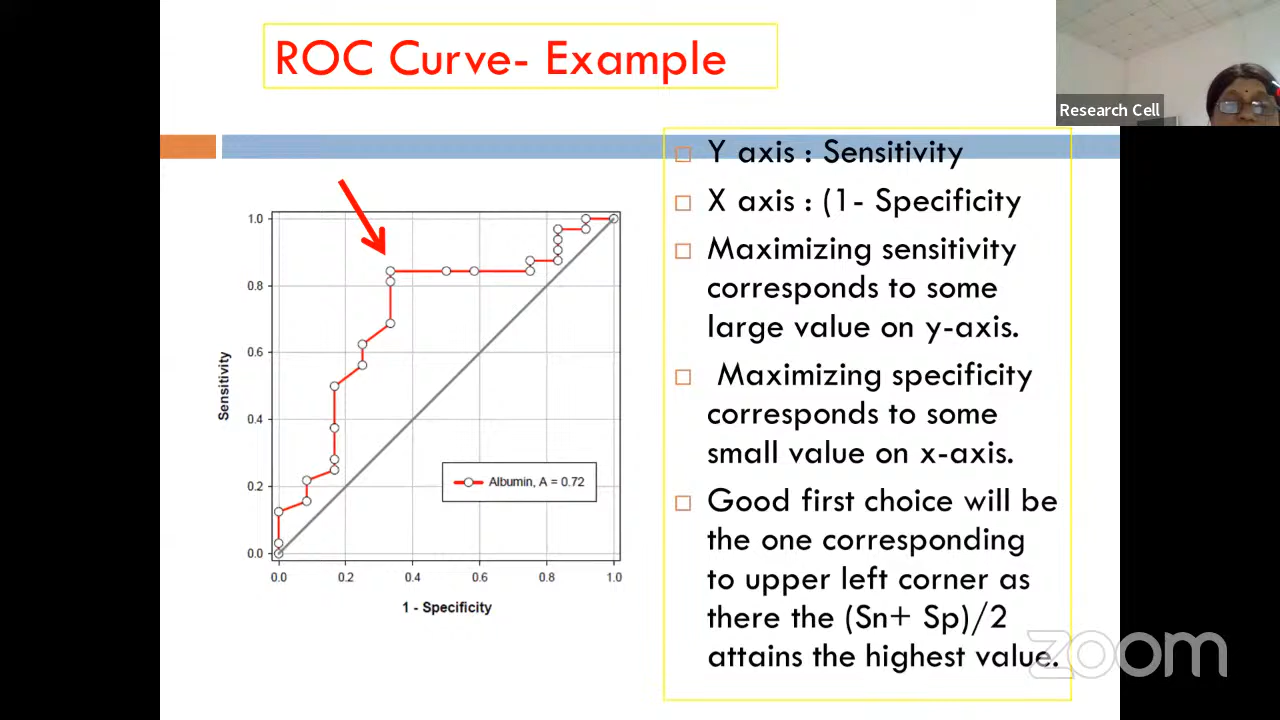 ROC Curve- Example
Research Cell
Y axis : Sensitivity
X axis : (1- Specificity
Maximizing sensitivity
corresponds to some
large value on y-axis.
Maximizing specificity
corresponds to some
small value on x-axis.
Good first choice will be
the one corresponding
to upper left corner as
there the (Sn+ Sp)/2
attains the highest value.
1.0
0.8
0.6
0.4
0.2
0.0
Sensitivity
Albumin, A = 0.72
0.0 0.2 0.4 0.6 0.8 1.0
1 - Specificity
zoom